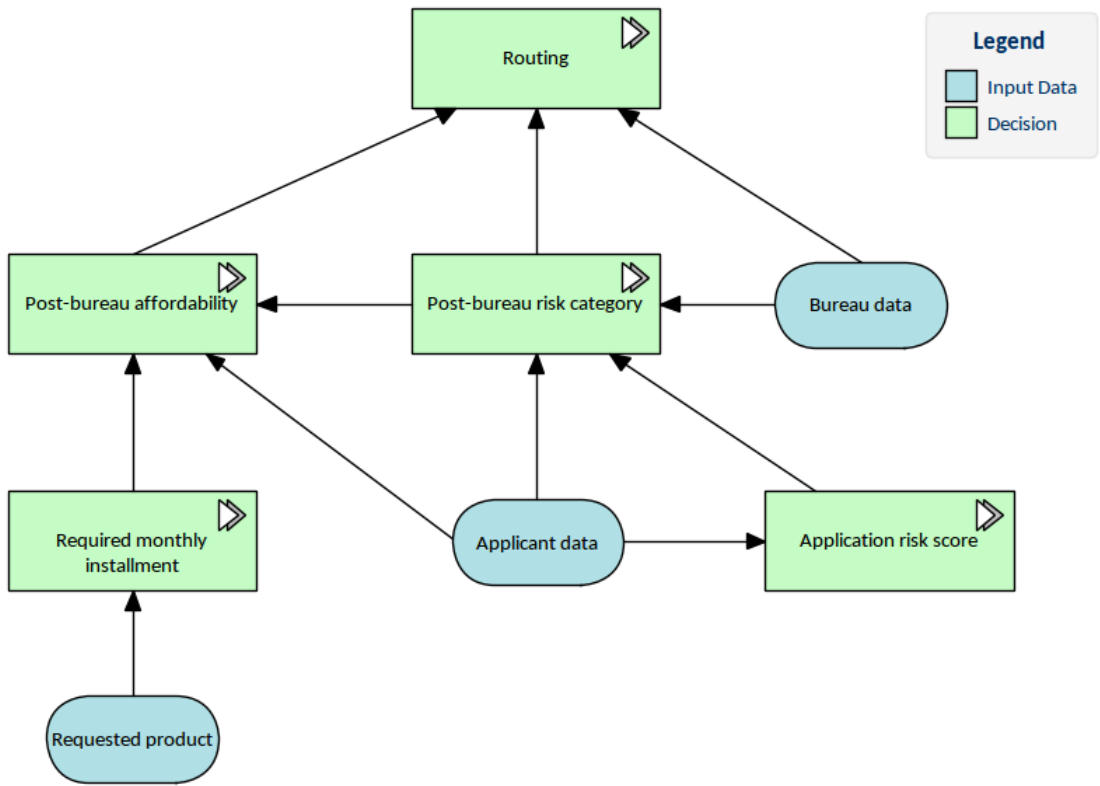 Routing
Legend
Input Data
Decision
Post-bureau affordability
Post-bureau risk category
Bureau data
Required monthly
installment
Applicant data
Application risk score
Requested product